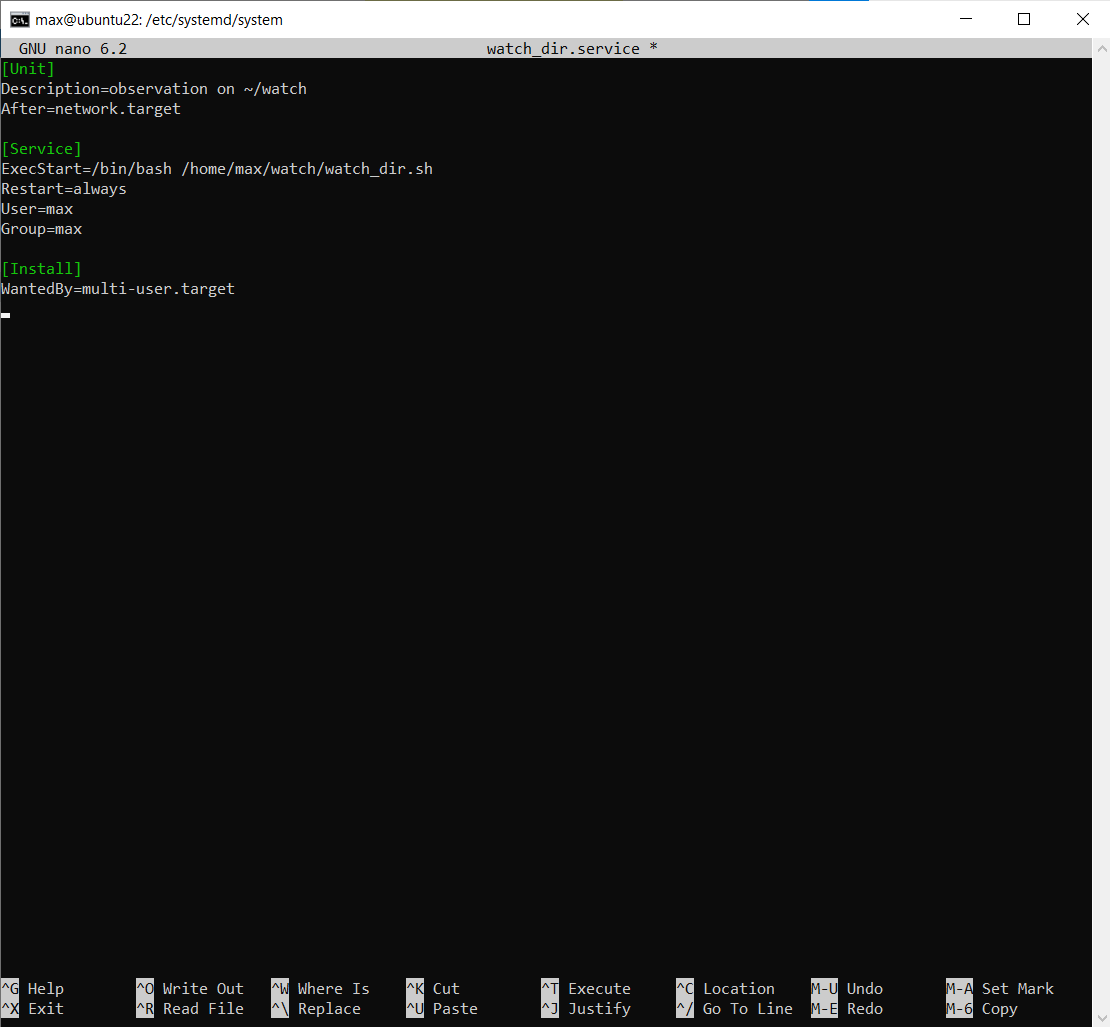 max@ubuntu22: /etc/systemd/system
GNU nano 6.2 watch_dir.service *
[Unit]
Description=observation on ~/watch
After=network.target
[Service]
ExecStart=/bin/bash /home/max/watch/watch_dir.sh
Restart=always
User=max
Group=max
[Install]
WantedBy=multi-user.target
^G Help ^O Write Out ^W Where Is ^K Cut ^T Execute ^C Location M-U Undo M-A Set Mark
^X Exit ^R Read File ^\ Replace ^U Paste ^J Justify ^/ Go To Line M-E Redo M-6 Copy